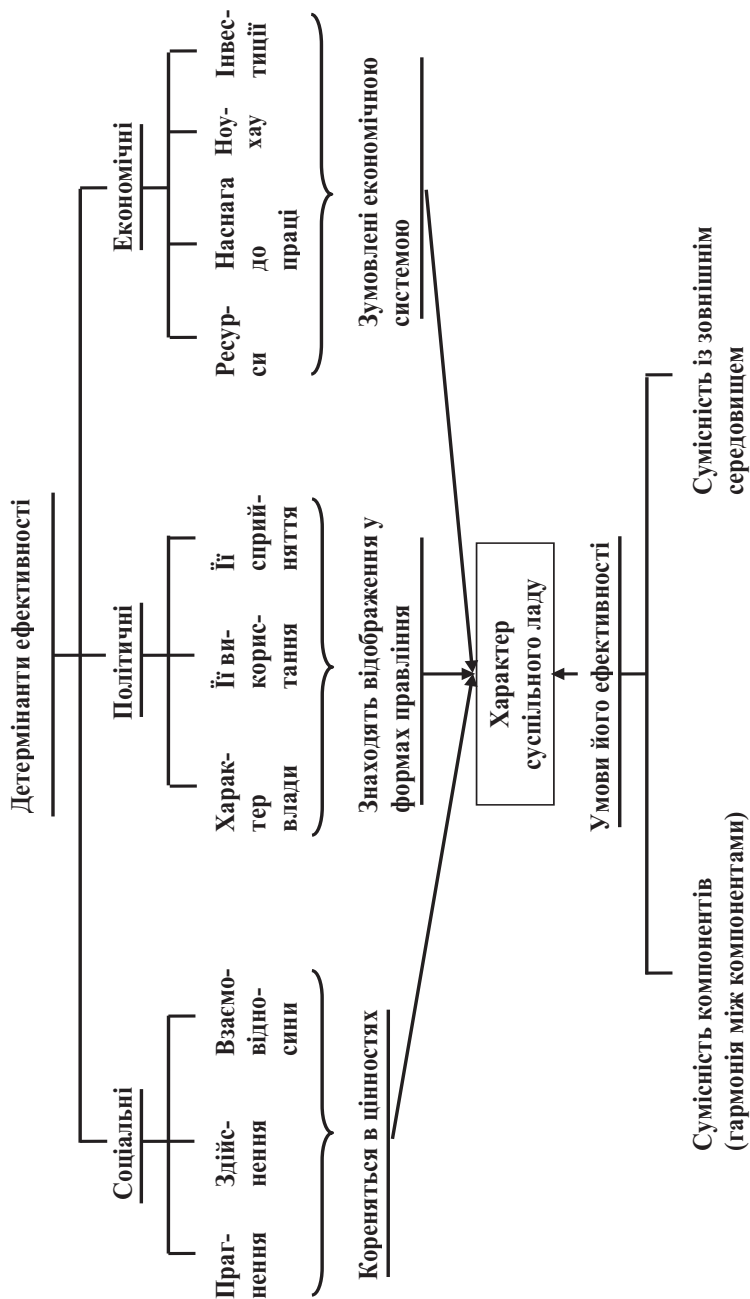 Детермінанти ефективності
Соціальні
Політичні
Економічні
Праг-
нення
Здійс-
нення
Взаємо-
відно-
сини
Харак-
тер
влади
Її ви-
корис-
тання
Її
сприй-
няття
Ресур-
си
Наснага
до
праці
Ноу-
хау
Інвес-
тиції
Кореняться в цінностях
Знаходять відображення у
формах правління
Зумовлені економічною
системою
Характер
суспільного ладу
Умови його ефективності
Сумісність компонентів
(гармонія між компонентами)
Сумісність із зовнішнім
середовищем